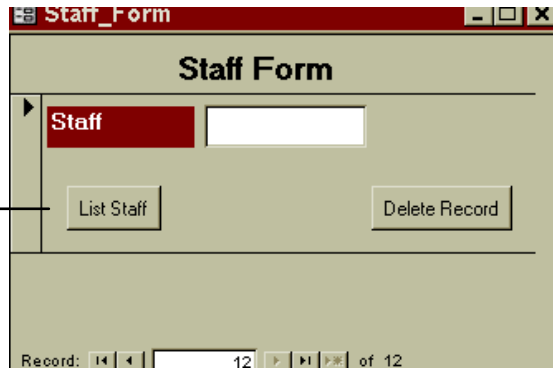 Staff_Form
Staff Form
Staff
List Staff
Delete Record
Record: 12 of 12